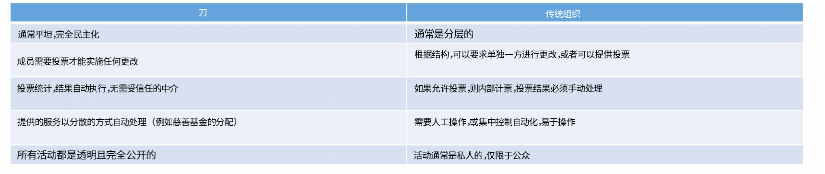 刀 传统组织
通常平坦,完全民主化 通常是分层的
成员需要投票才能实施任何更改 根据结构,可以要求单独一方进行更改,或者可以提供投票
投票统计,结果自动执行,无需受信任的中介 如果允许投票,则内部计票,投票结果必须手动处理
提供的服务以分散的方式自动处理（例如慈善基金的分配） 需要人工操作,或集中控制自动化,易于操作
所有活动都是透明且完全公开的 活动通常是私人的,仅限于公众